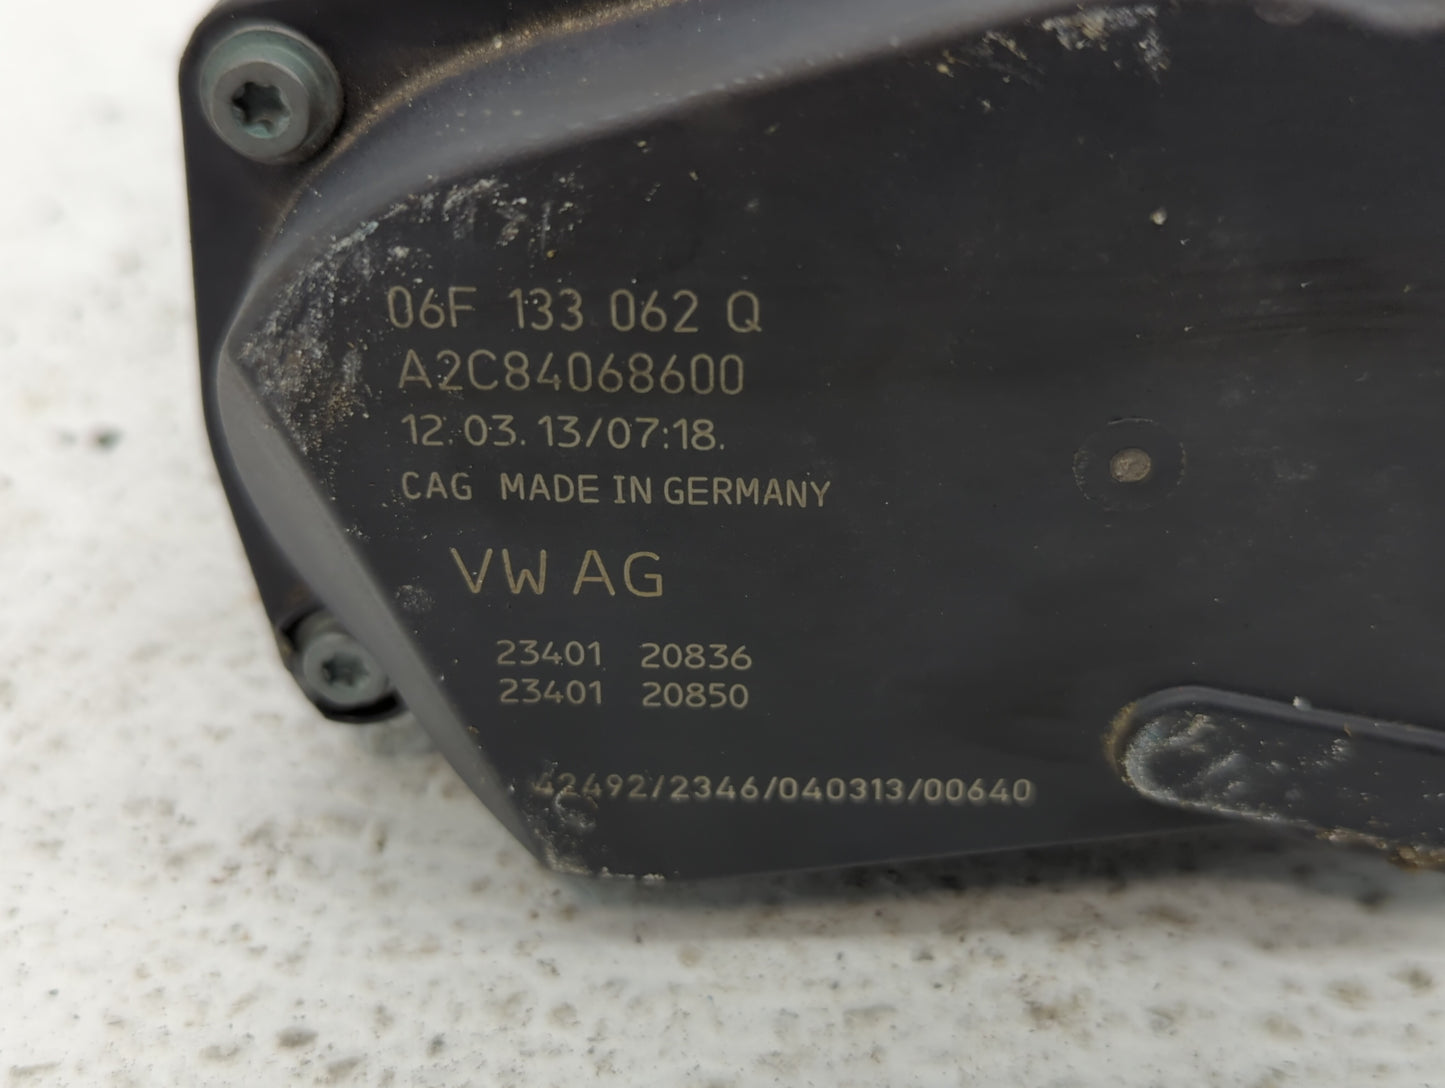 06F 133 062 Q
A2C84068600
12.03.13/07:18.
CAG MADE IN GERMANY
VW AG
23401 20836
23401 20850
42492/2346/040313/00640